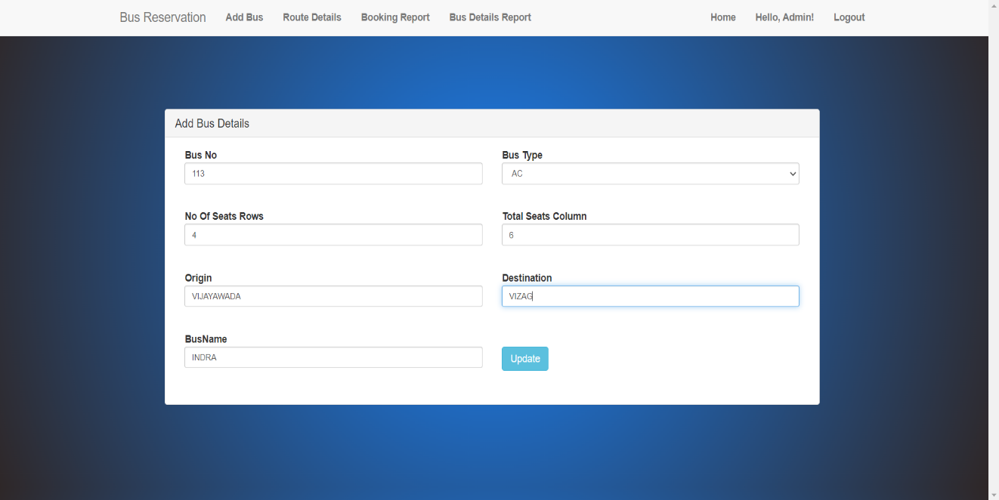 Bus Reservation Add Bus Route Details Booking Report Bus Details Report Home Hello, Admin! Logout
Add Bus Details
Bus No Bus Type
113 AC
No Of Seats Rows Total Seats Column
4 6
Origin Destination
VIJAYAWADA VIZAG
BusName
INDRA Update